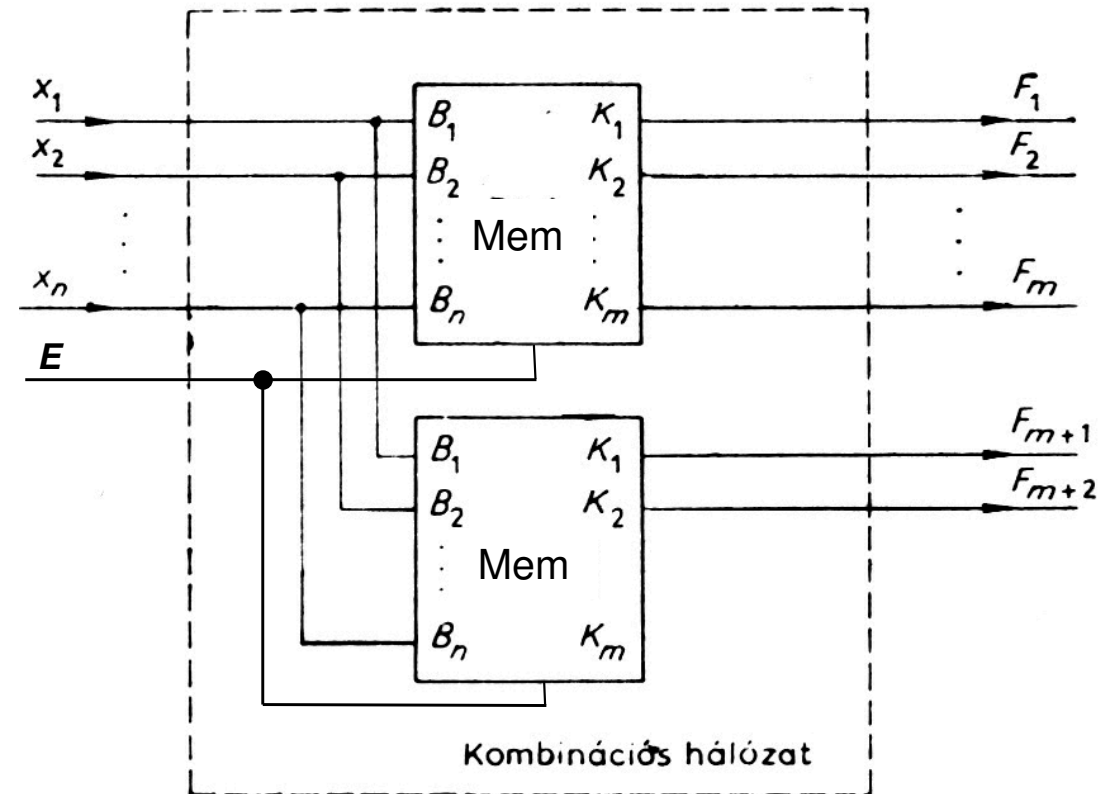 x₁ B₁ K₁ F₁
x₂ B₂ K₂ F₂
Mem
xₙ Bₙ Kₘ Fₘ
E
B₁ K₁ Fₘ₊₁
B₂ K₂ Fₘ₊₂
Mem
Bₙ Kₘ
Kombinációs hálózat